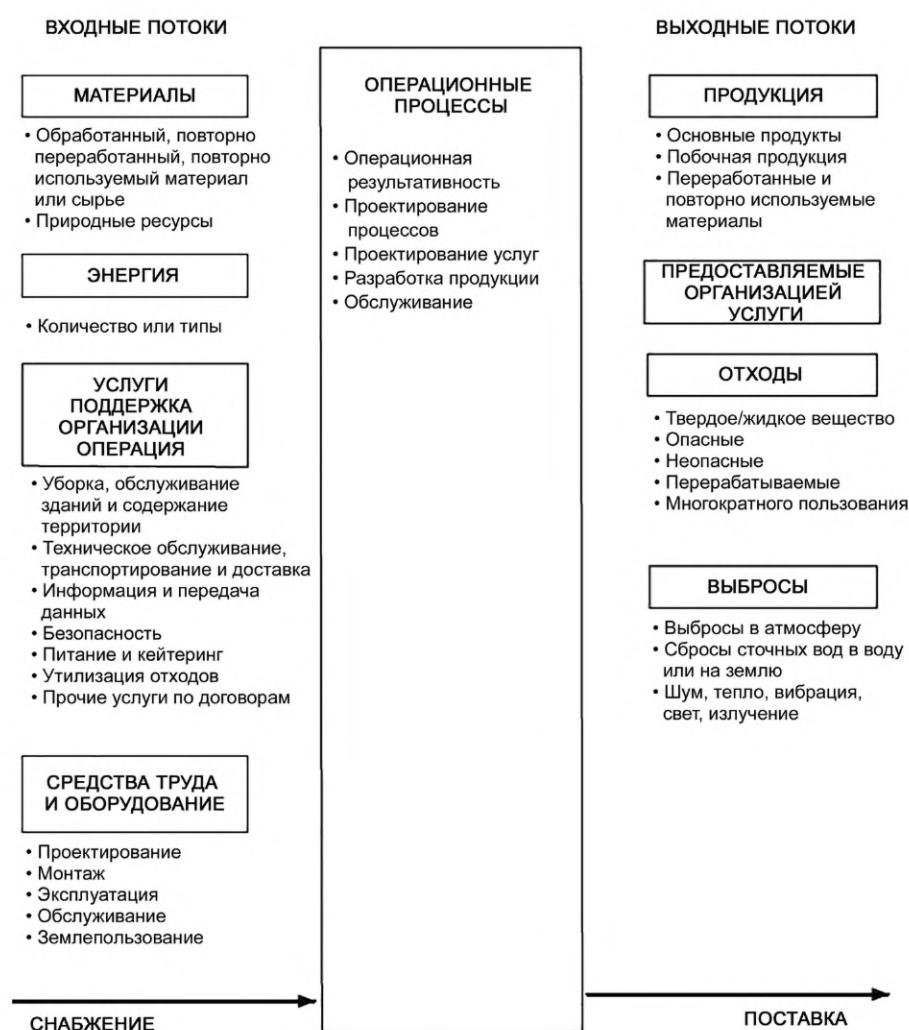 ВХОДНЫЕ ПОТОКИ
МАТЕРИАЛЫ
• Обработанный, повторно
переработанный, повторно
используемый материал
или сырье
• Природные ресурсы
ЭНЕРГИЯ
• Количество или типы
УСЛУГИ
ПОДДЕРЖКА
ОРГАНИЗАЦИИ
ОПЕРАЦИЯ
• Уборка, обслуживание
зданий и содержание
территории
• Техническое обслуживание,
транспортирование и доставка
• Информация и передача
данных
• Безопасность
• Питание и кейтеринг
• Утилизация отходов
• Прочие услуги по договорам
СРЕДСТВА ТРУДА
И ОБОРУДОВАНИЕ
• Проектирование
• Монтаж
• Эксплуатация
• Обслуживание
• Землепользование
СНАБЖЕНИЕ
ОПЕРАЦИОННЫЕ
ПРОЦЕССЫ
• Операционная
результативность
• Проектирование
процессов
• Проектирование услуг
• Разработка продукции
• Обслуживание
ВЫХОДНЫЕ ПОТОКИ
ПРОДУКЦИЯ
• Основные продукты
• Побочная продукция
• Переработанные и
повторно используемые
материалы
ПРЕДОСТАВЛЯЕМЫЕ
ОРГАНИЗАЦИЕЙ
УСЛУГИ
ОТХОДЫ
• Твердое/жидкое вещество
• Опасные
• Неопасные
• Перерабатываемые
• Многократного пользования
ВЫБРОСЫ
• Выбросы в атмосферу
• Сбросы сточных вод в воду
или на землю
• Шум, тепло, вибрация,
свет, излучение
ПОСТАВКА